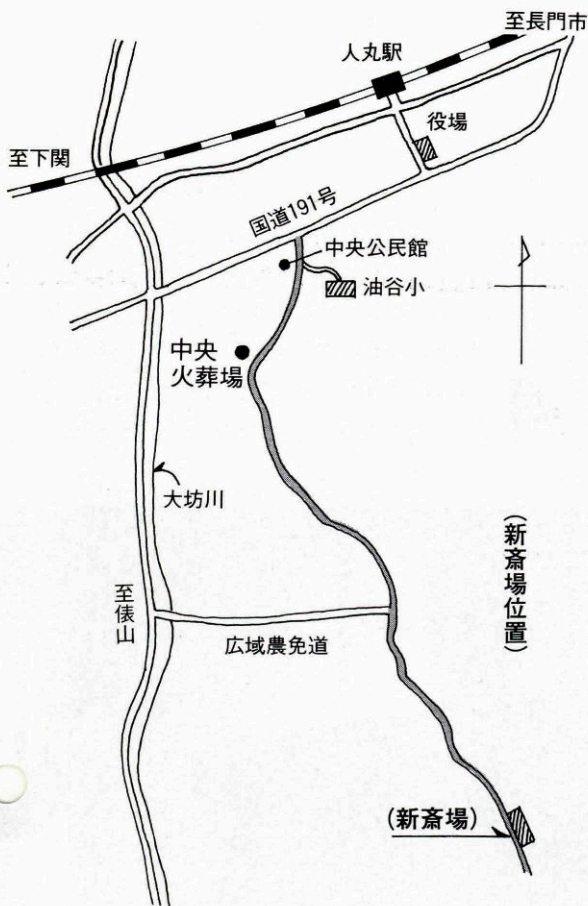 至長門市
人丸駅
役場
至下関
国道191号
中央公民館
油谷小
中央
火葬場
大坊川
(新斎場位置)
至俵山
広域農免道
(新斎場)